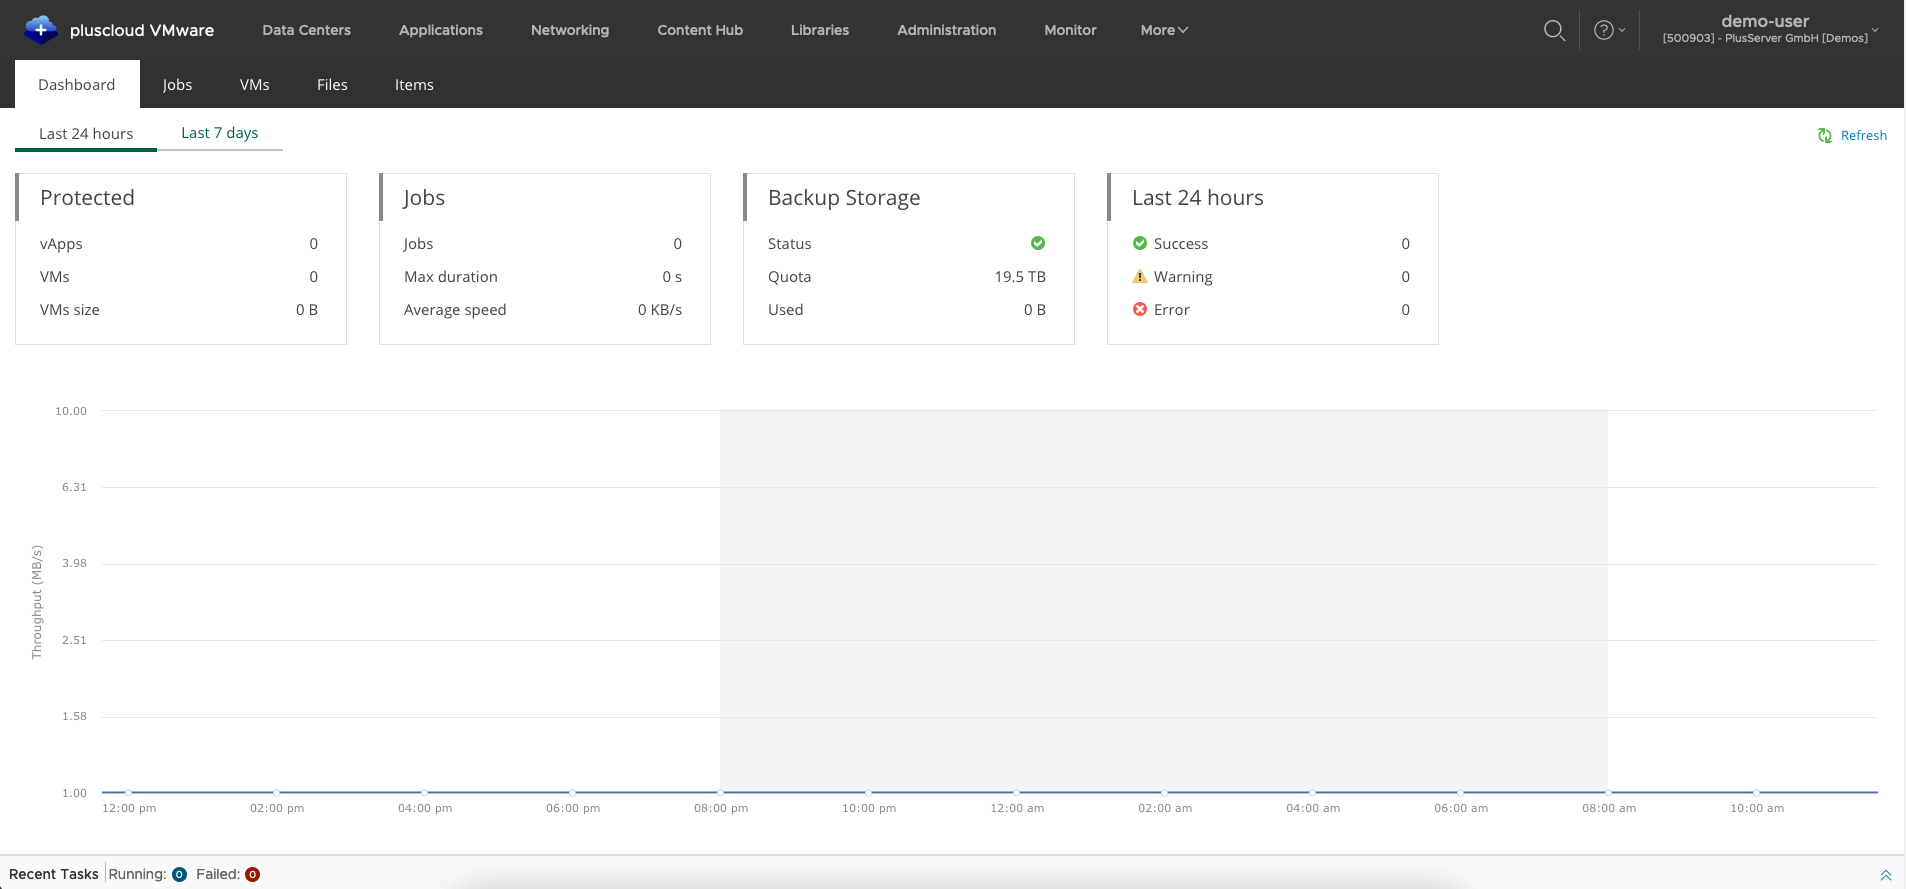 pluscloud VMware
Data Centers
Applications
Networking
Content Hub
Libraries
Administration
Monitor
More
demo-user
[500903] - PlusServer GmbH [Demos]
Dashboard
Jobs
VMs
Files
Items
Last 24 hours
Last 7 days
Refresh
Protected
vApps 0
VMs 0
VMs size 0 B
Jobs
Jobs 0
Max duration 0 s
Average speed 0 KB/s
Backup Storage
Status
Quota 19.5 TB
Used 0 B
Last 24 hours
Success 0
Warning 0
Error 0
Throughput (MB/s)
10.00
6.31
3.98
2.51
1.58
1.00
12:00 pm
02:00 pm
04:00 pm
06:00 pm
08:00 pm
10:00 pm
12:00 am
02:00 am
04:00 am
06:00 am
08:00 am
10:00 am
Recent Tasks
Running: 0
Failed: 0